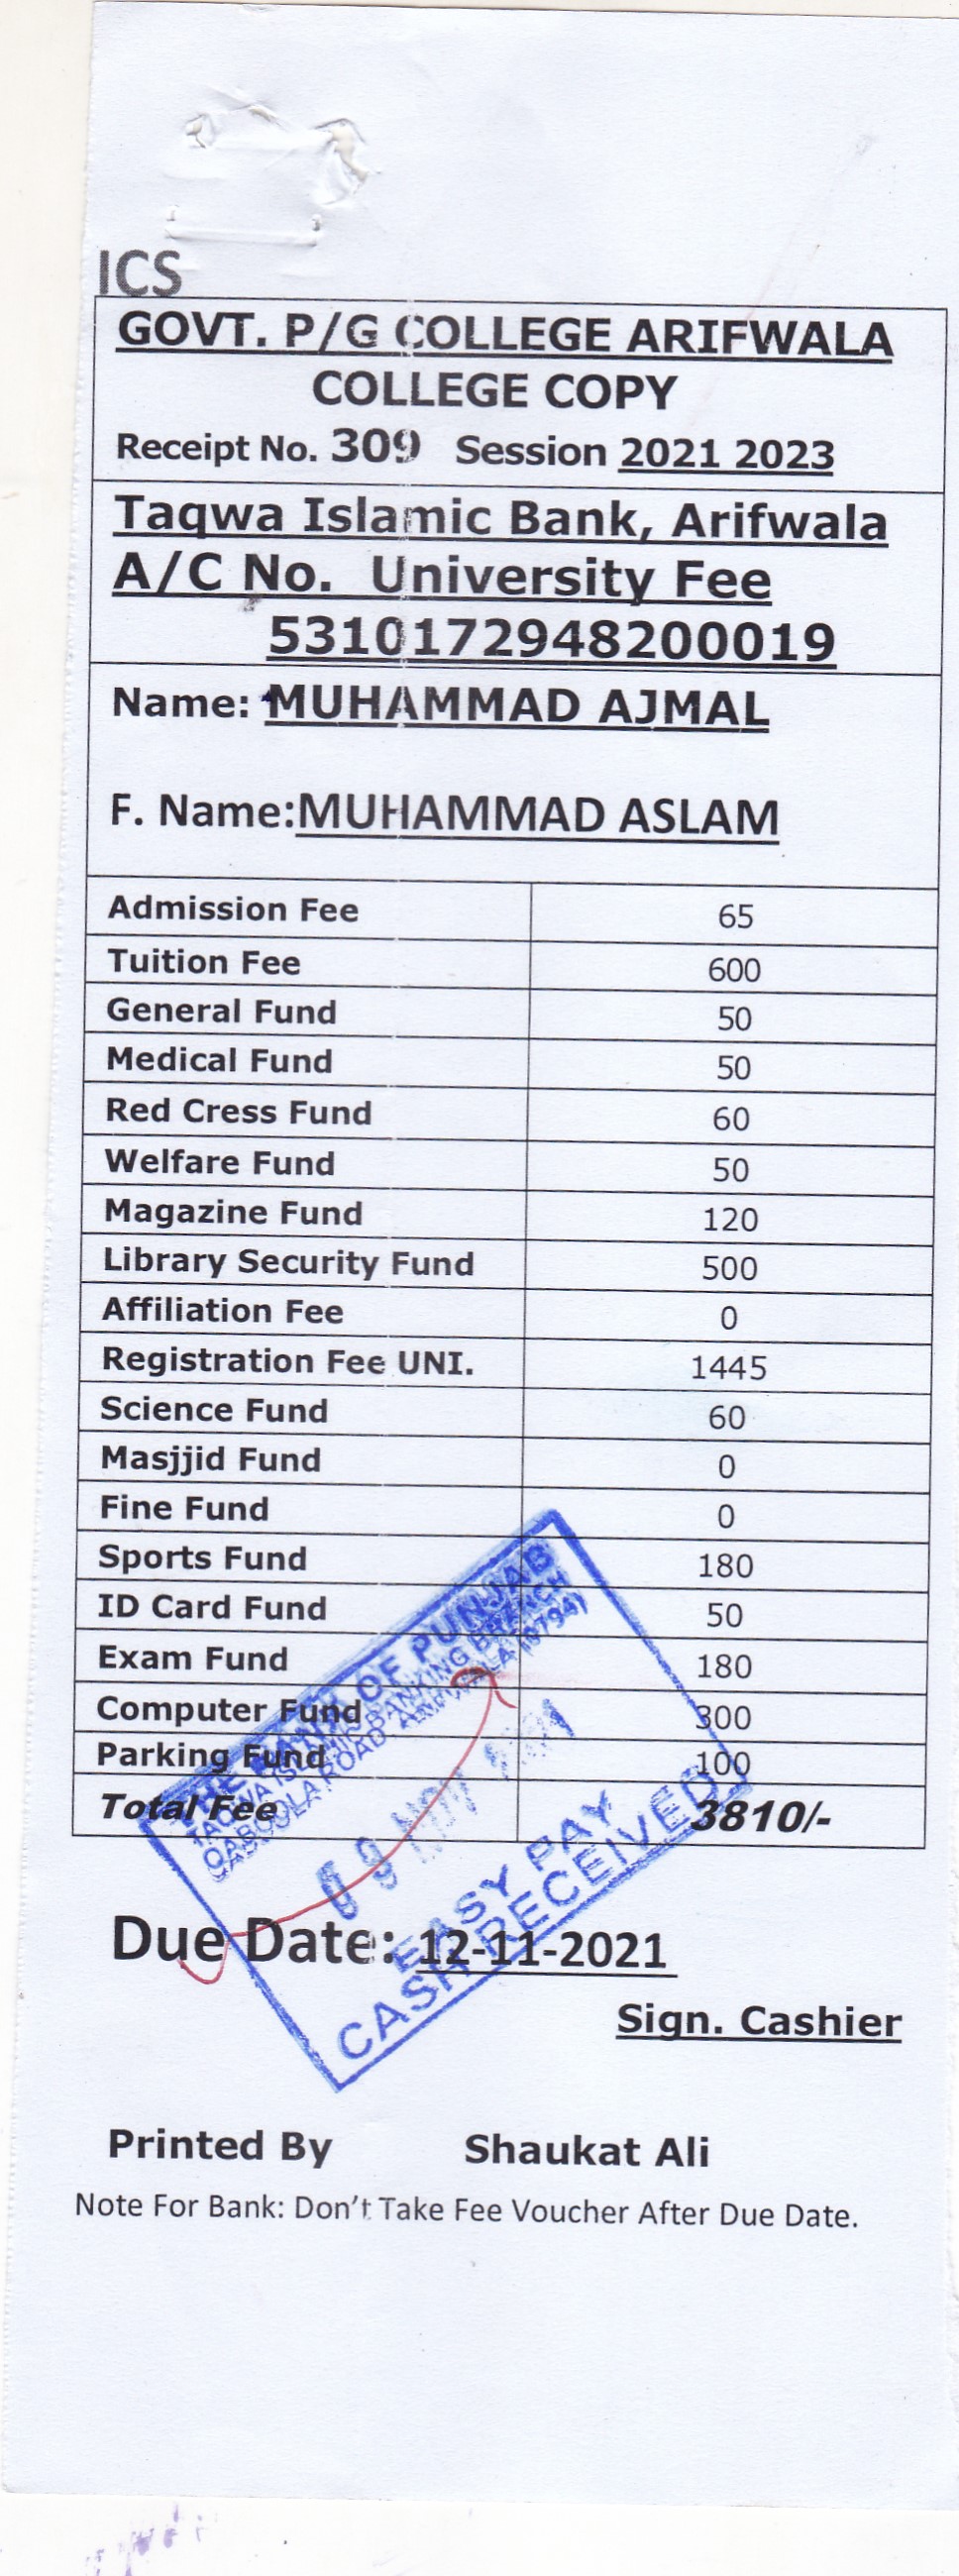 ICS
GOVT. P/G COLLEGE ARIFWALA
COLLEGE COPY
Receipt No. 309 Session 2021 2023
Taqwa Islamic Bank, Arifwala
A/C No. University Fee
5310172948200019
Name: MUHAMMAD AJMAL
F. Name:MUHAMMAD ASLAM
Admission Fee 65
Tuition Fee 600
General Fund 50
Medical Fund 50
Red Cress Fund 60
Welfare Fund 50
Magazine Fund 120
Library Security Fund 500
Affiliation Fee 0
Registration Fee UNI. 1445
Science Fund 60
Masjjid Fund 0
Fine Fund 0
Sports Fund 180
ID Card Fund 50
Exam Fund 180
Computer Fund 300
Parking Fund 100
Total Fee 3810/-
THE BANK OF PUNJAB
TAQWA ISLAMIC BANKING BRANCH
QABOOLA ROAD ARIFWALA (0794)
09 NOV
EASY PAY
CASH RECEIVED
Due Date: 12-11-2021
Sign. Cashier
Printed By Shaukat Ali
Note For Bank: Don't Take Fee Voucher After Due Date.